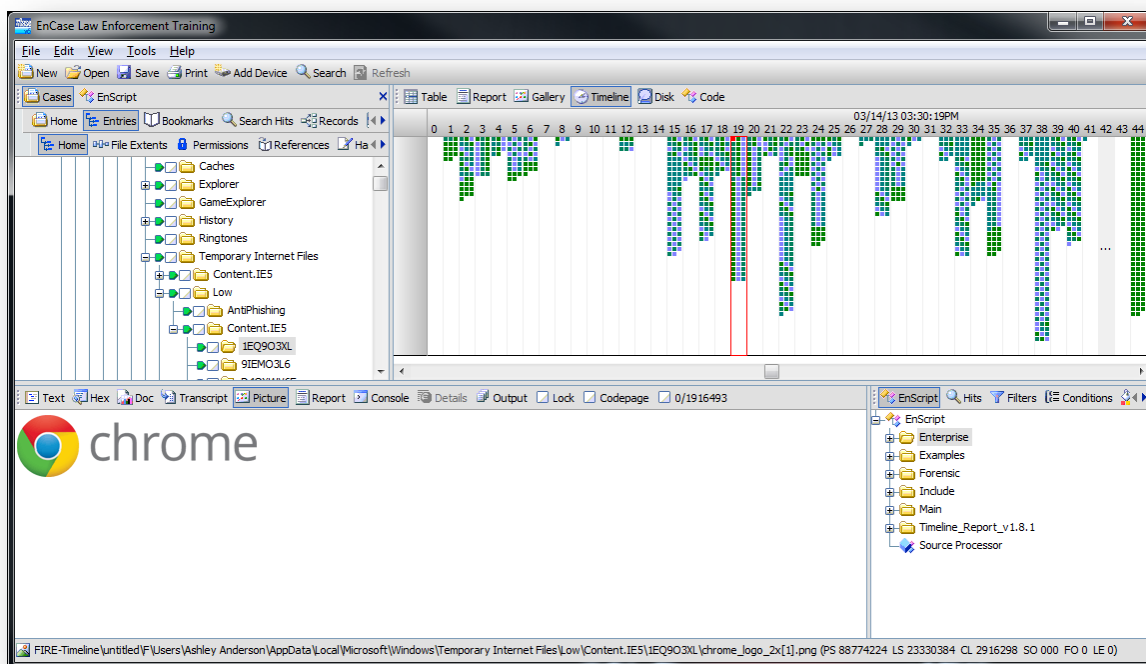 EnCase Law Enforcement Training
File Edit View Tools Help
New Open Save Print Add Device Search Refresh
Cases EnScript
Home Entries Bookmarks Search Hits Records
Home File Extents Permissions References Ha
Caches
Explorer
GameExplorer
History
Ringtones
Temporary Internet Files
Content.IE5
Low
AntiPhishing
Content.IE5
1EQ9O3XL
9IEMO3L6
Table Report Gallery Timeline Disk Code
03/14/13 03:30:19PM
0 1 2 3 4 5 6 7 8 9 10 11 12 13 14 15 16 17 18 19 20 21 22 23 24 25 26 27 28 29 30 31 32 33 34 35 36 37 38 39 40 41 42 43 44
...
Text Hex Doc Transcript Picture Report Console Details Output Lock Codepage 0/1916493
chrome
EnScript Hits Filters Conditions
EnScript
Enterprise
Examples
Forensic
Include
Main
Timeline_Report_v1.8.1
Source Processor
FIRE-Timeline\untitled\F\Users\Ashley Anderson\AppData\Local\Microsoft\Windows\Temporary Internet Files\Low\Content.IE5\1EQ9O3XL\chrome_logo_2x[1].png (PS 88774224 LS 23330384 CL 2916298 SO 000 FO 0 LE 0)